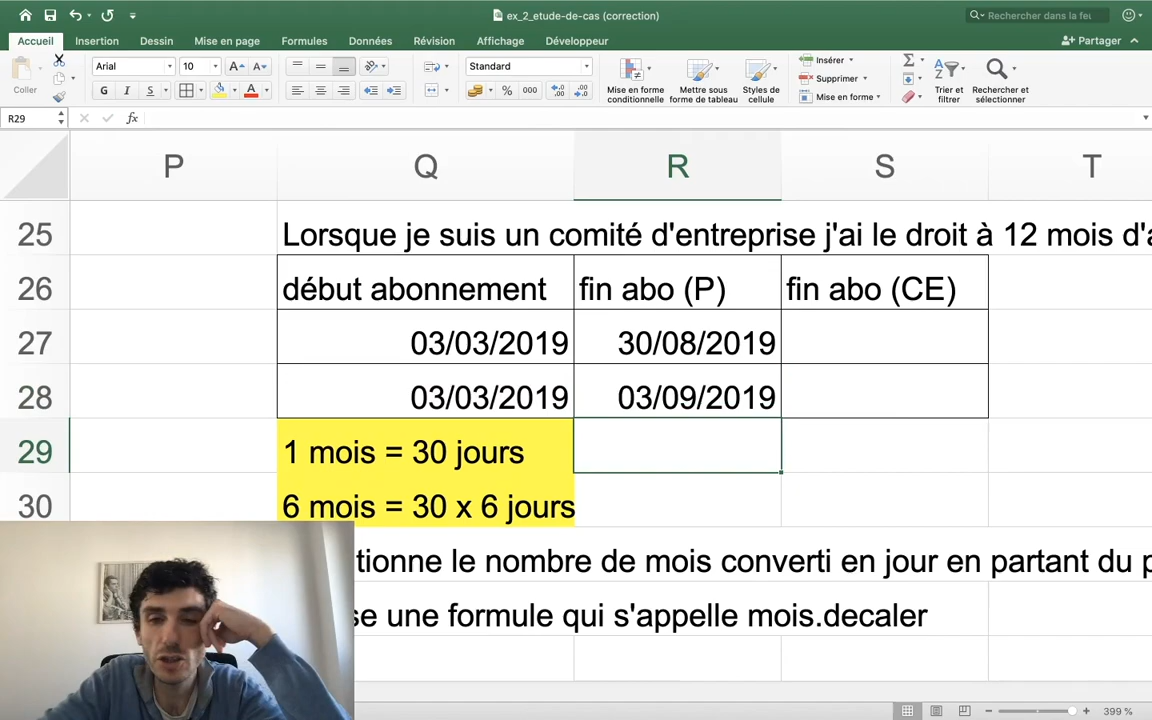 ex_2_etude-de-cas (correction)
Rechercher dans la feu
Accueil Insertion Dessin Mise en page Formules Données Révision Affichage Développeur Partager
Coller
Arial 10 A A
G I S A
Standard
% 000
Mise en forme conditionnelle
Mettre sous forme de tableau
Styles de cellule
Insérer
Supprimer
Mise en forme
Trier et filtrer
Rechercher et sélectionner
R29 fx
P Q R S T
25 Lorsque je suis un comité d'entreprise j'ai le droit à 12 mois d'a
26 début abonnement fin abo (P) fin abo (CE)
27 03/03/2019 30/08/2019
28 03/03/2019 03/09/2019
29 1 mois = 30 jours
30 6 mois = 30 x 6 jours
tionne le nombre de mois converti en jour en partant du p
se une formule qui s'appelle mois.decaler
399 %